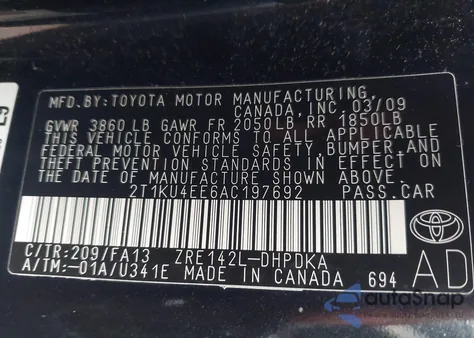 MFD.BY:TOYOTA MOTOR MANUFACTURING,
CANADA, INC. 03/09
GVWR 3860 LB GAWR FR 2050LB RR 1850LB
THIS VEHICLE CONFORMS TO ALL APPLICABLE
FEDERAL MOTOR VEHICLE SAFETY, BUMPER, AND
THEFT PREVENTION STANDARDS IN EFFECT ON
THE DATE OF MANUFACTURE SHOWN ABOVE.
2T1KU4EE6AC197692 PASS.CAR
C/TR:209/FA13 ZRE142L-DHPDKA
A/TM:-01A/U341E MADE IN CANADA 694
TOYOTA
AD
autoSnap